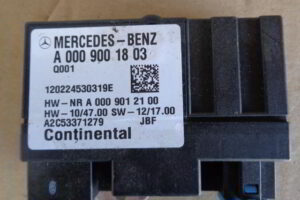 MERCEDES-BENZ
A 000 900 18 03
Q001
120224530319E
HW-NR A 000 901 21 00
HW-10/47.00 SW-12/17.00
A2C53371279 JBF
Continental